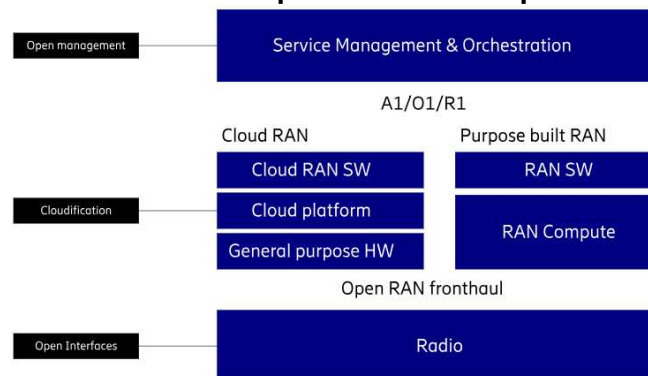 Open management
Service Management & Orchestration
A1/O1/R1
Cloud RAN
Purpose built RAN
Cloud RAN SW
RAN SW
Cloudification
Cloud platform
RAN Compute
General purpose HW
Open RAN fronthaul
Open Interfaces
Radio